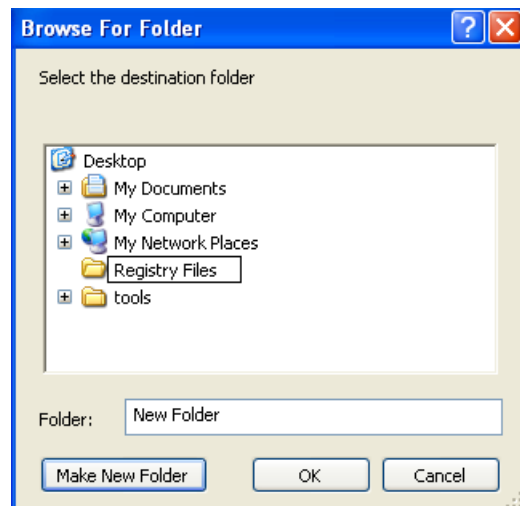 Browse For Folder
Select the destination folder
Desktop
My Documents
My Computer
My Network Places
Registry Files
tools
Folder: New Folder
Make New Folder OK Cancel